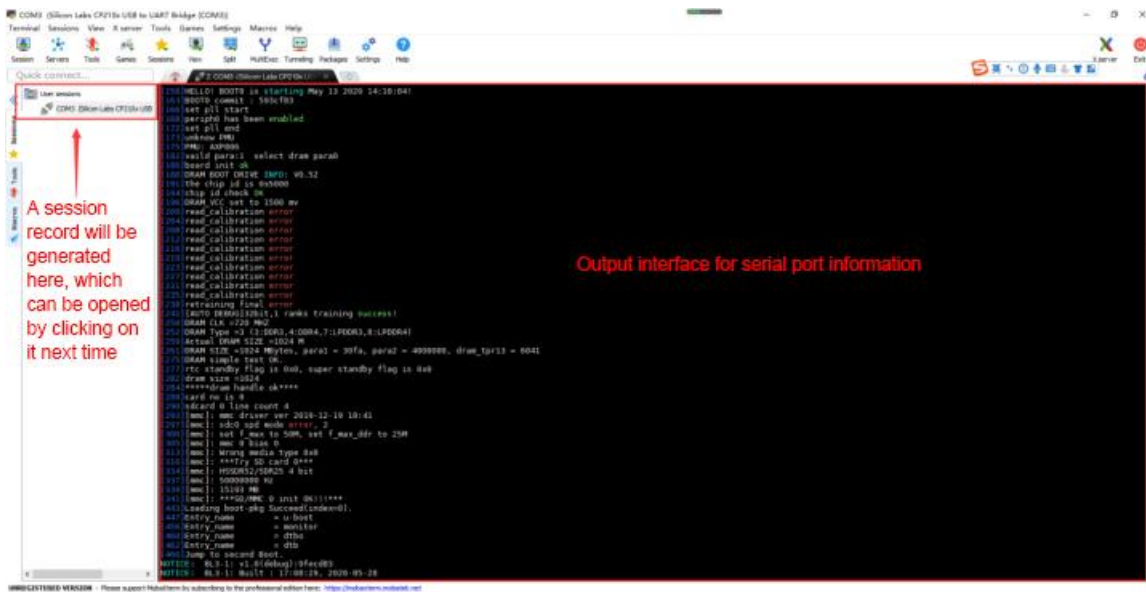 COM3 (Silicon Labs CP210x USB to UART Bridge (COM3))
Terminal Sessions View X server Tools Games Settings Macros Help
Session Servers Tools Games Sessions View Split MultiExec Tunneling Packages Settings Help
X server Exit
Quick connect...
2. COM3 (Silicon Labs CP210x U
User sessions
COM3 (Silicon Labs CP210x USB
Sessions
Tools
Macros
A session
record will be
generated
here, which
can be opened
by clicking on
it next time
Output interface for serial port information
HELLO! BOOT0 is starting May 13 2020 14:10:04!
BOOT0 commit : 503cf03
set pll start
periph0 has been enabled
set pll end
unknow PMU
PMU: AXP806
vaild para:1 select dram para0
board init ok
DRAM BOOT DRIVE INFO: V0.52
the chip id is 0x5000
chip id check OK
DRAM_VCC set to 1500 mv
read_calibration error
read_calibration error
read_calibration error
read_calibration error
read_calibration error
read_calibration error
read_calibration error
read_calibration error
read_calibration error
read_calibration error
retraining final error
[AUTO DEBUG]32bit,1 ranks training success!
DRAM CLK =720 MHZ
DRAM Type =3 (3:DDR3,4:DDR4,7:LPDDR3,8:LPDDR4)
Actual DRAM SIZE =1024 M
DRAM SIZE =1024 MBytes, para1 = 30fa, para2 = 4000000, dram_tpr13 = 6041
DRAM simple test OK.
rtc standby flag is 0x0, super standby flag is 0x0
dram size =1024
*****dram handle ok****
card no is 0
sdcard 0 line count 4
[mmc]: mmc driver ver 2019-12-19 10:41
[mmc]: sdc0 spd mode error, 2
[mmc]: set f_max to 50M, set f_max_ddr to 25M
[mmc]: mmc 0 bias 0
[mmc]: Wrong media type 0x0
[mmc]: ***Try SD card 0***
[mmc]: HSSDR52/SDR25 4 bit
[mmc]: 50000000 HZ
[mmc]: 15193 MB
[mmc]: ***SD/MMC 0 init OK!!!***
Loading boot-pkg Succeed(index=0).
Entry_name = u-boot
Entry_name = monitor
Entry_name = dtbo
Entry_name = dtb
Jump to second Boot.
NOTICE: BL3-1: v1.0(debug):9fecd03
NOTICE: BL3-1: Built : 17:08:29, 2020-05-28
UNREGISTERED VERSION - Please support MobaXterm by subscribing to the professional edition here: https://mobaxterm.mobatek.net